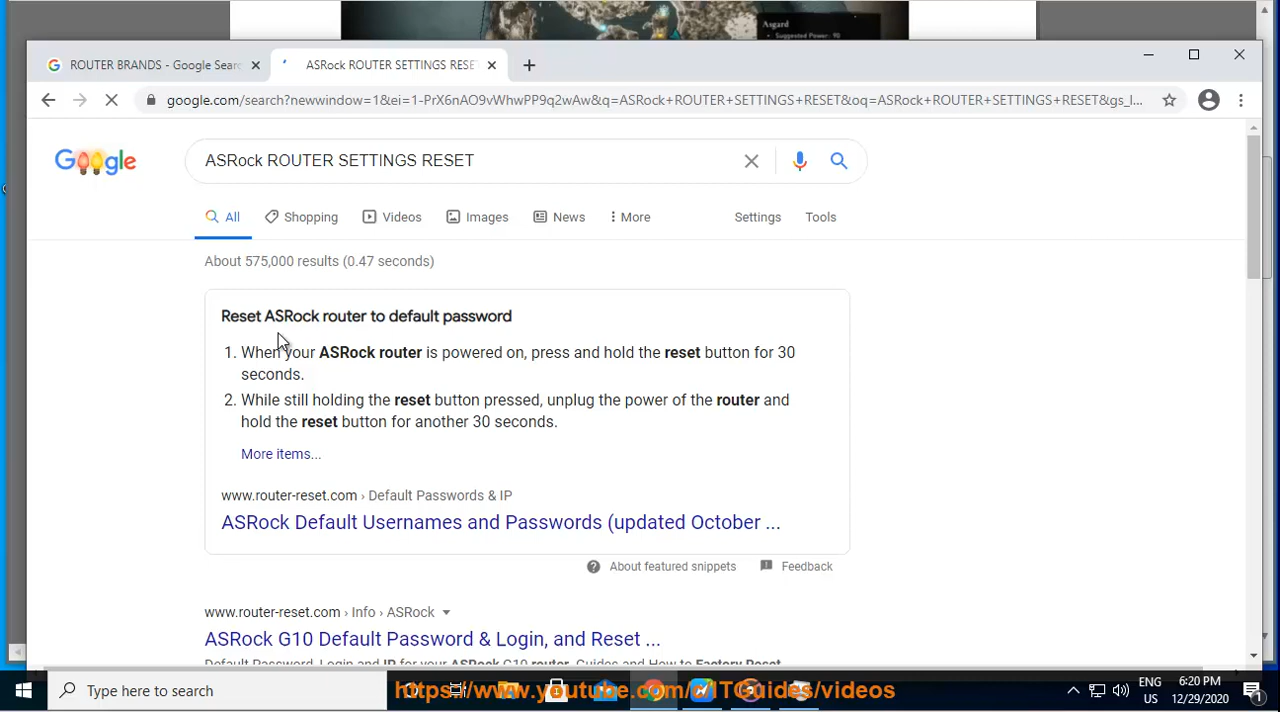 Asgard
• Suggested Power: 90
ROUTER BRANDS - Google Sear
ASRock ROUTER SETTINGS RESE
google.com/search?newwindow=1&ei=1-PrX6nAO9vWhwPP9q2wAw&q=ASRock+ROUTER+SETTINGS+RESET&oq=ASRock+ROUTER+SETTINGS+RESET&gs_l...
Google
ASRock ROUTER SETTINGS RESET
All Shopping Videos Images News More Settings Tools
About 575,000 results (0.47 seconds)
Reset ASRock router to default password
1. When your ASRock router is powered on, press and hold the reset button for 30
seconds.
2. While still holding the reset button pressed, unplug the power of the router and
hold the reset button for another 30 seconds.
More items...
www.router-reset.com › Default Passwords & IP
ASRock Default Usernames and Passwords (updated October ...
About featured snippets Feedback
www.router-reset.com › Info › ASRock
ASRock G10 Default Password & Login, and Reset ...
Default Password, Login and IP for your ASRock G10 router. Guides and How to Factory Reset
Type here to search
https://www.youtube.com/c/ITGuides/videos
ENG
US
6:20 PM
12/29/2020
1